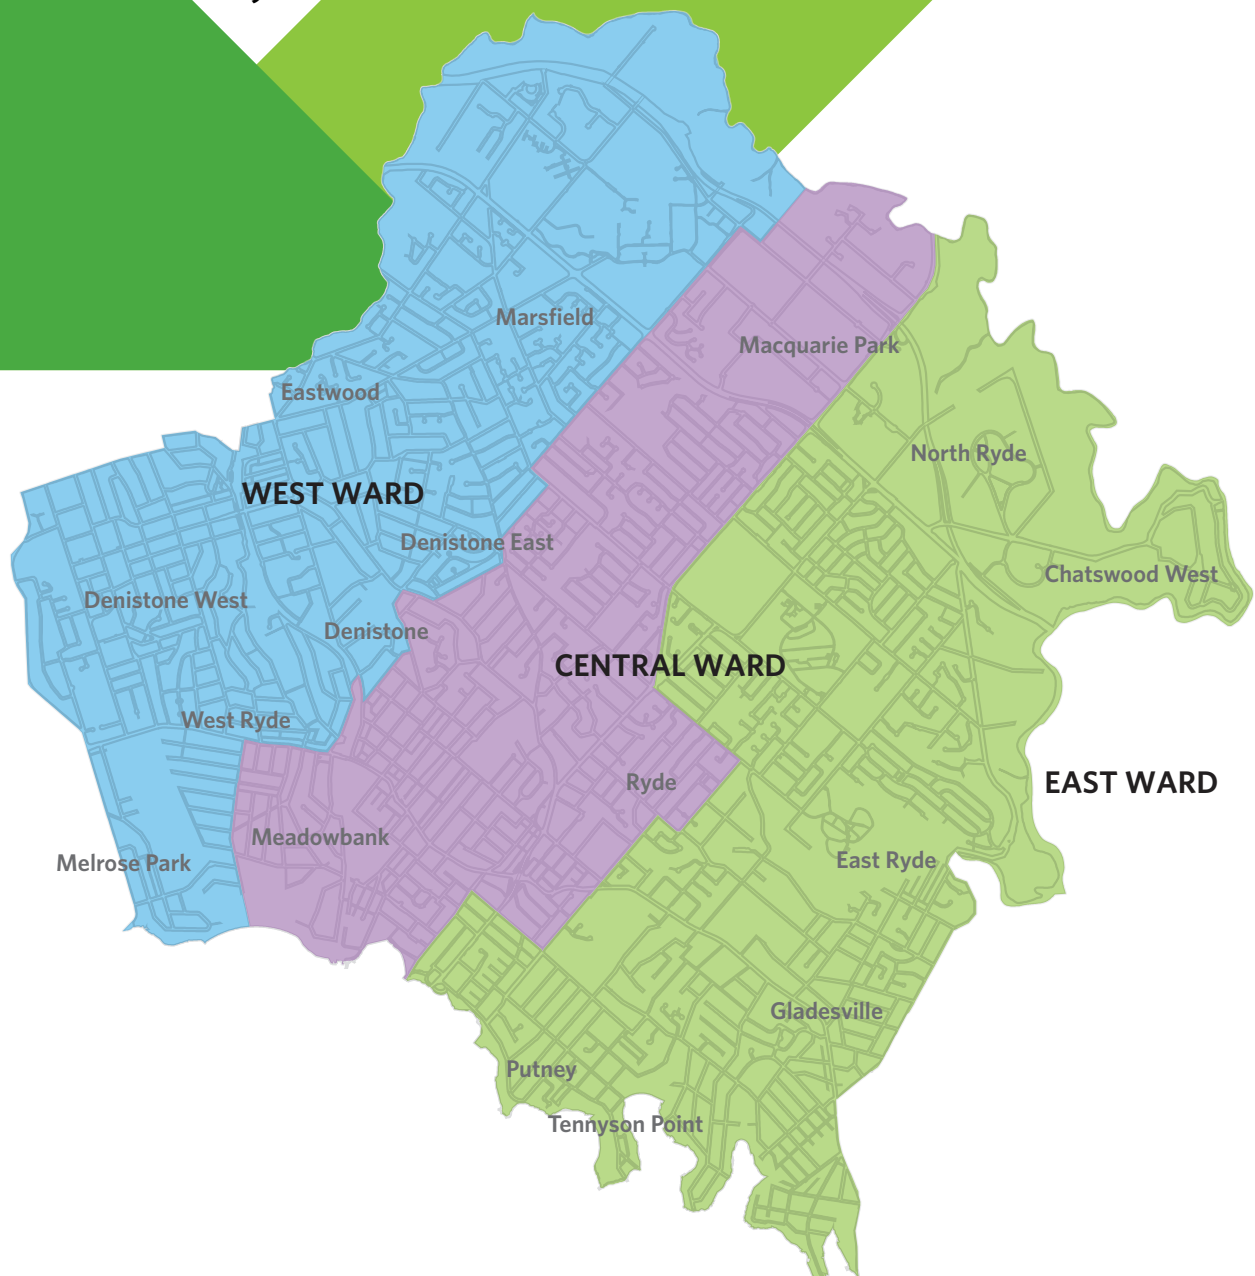 Marsfield
Macquarie Park
Eastwood
North Ryde
WEST WARD
Denistone East
Chatswood West
Denistone West
Denistone
CENTRAL WARD
West Ryde
Ryde
EAST WARD
Meadowbank
Melrose Park
East Ryde
Gladesville
Putney
Tennyson Point